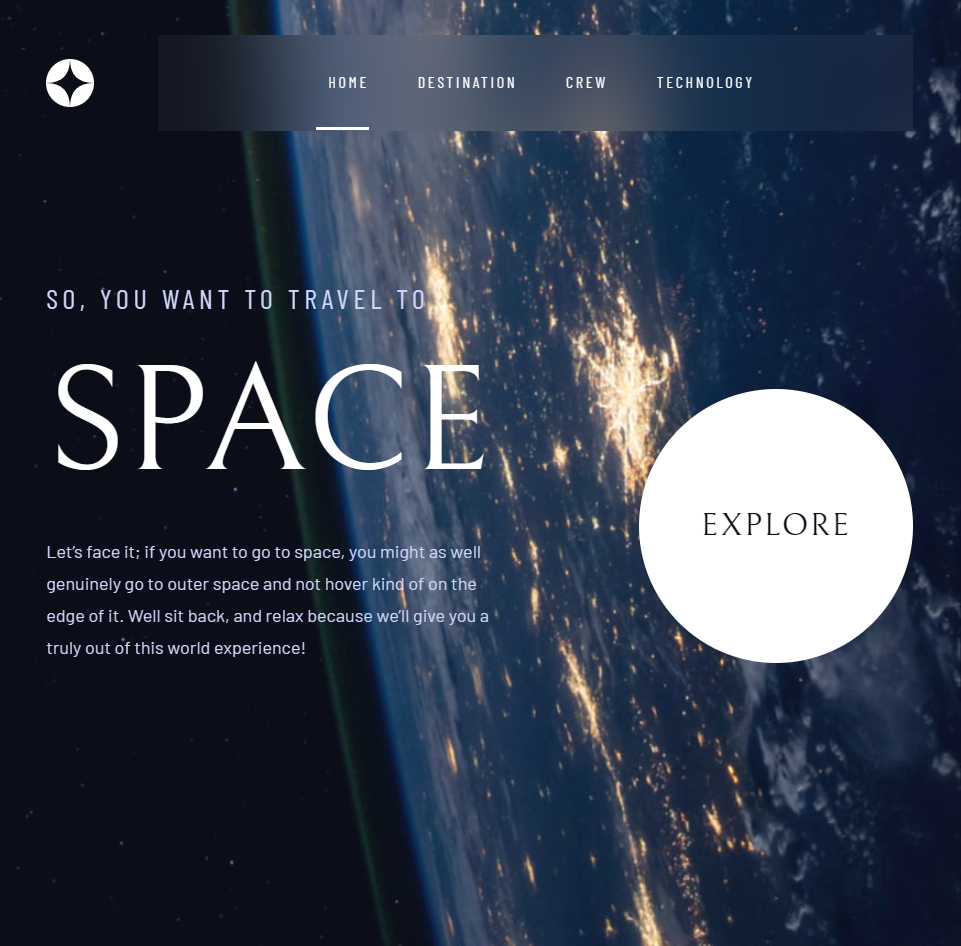 HOME DESTINATION CREW TECHNOLOGY
SO, YOU WANT TO TRAVEL TO
SPACE
EXPLORE
Let’s face it; if you want to go to space, you might as well
genuinely go to outer space and not hover kind of on the
edge of it. Well sit back, and relax because we’ll give you a
truly out of this world experience!